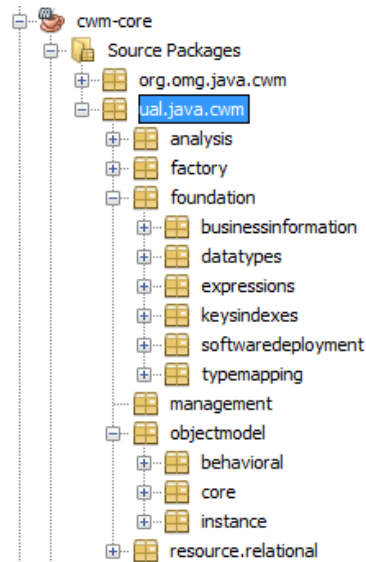 cwm-core
Source Packages
org.omg.java.cwm
ual.java.cwm
analysis
factory
foundation
businessinformation
datatypes
expressions
keysindexes
softwaredeployment
typemapping
management
objectmodel
behavioral
core
instance
resource.relational